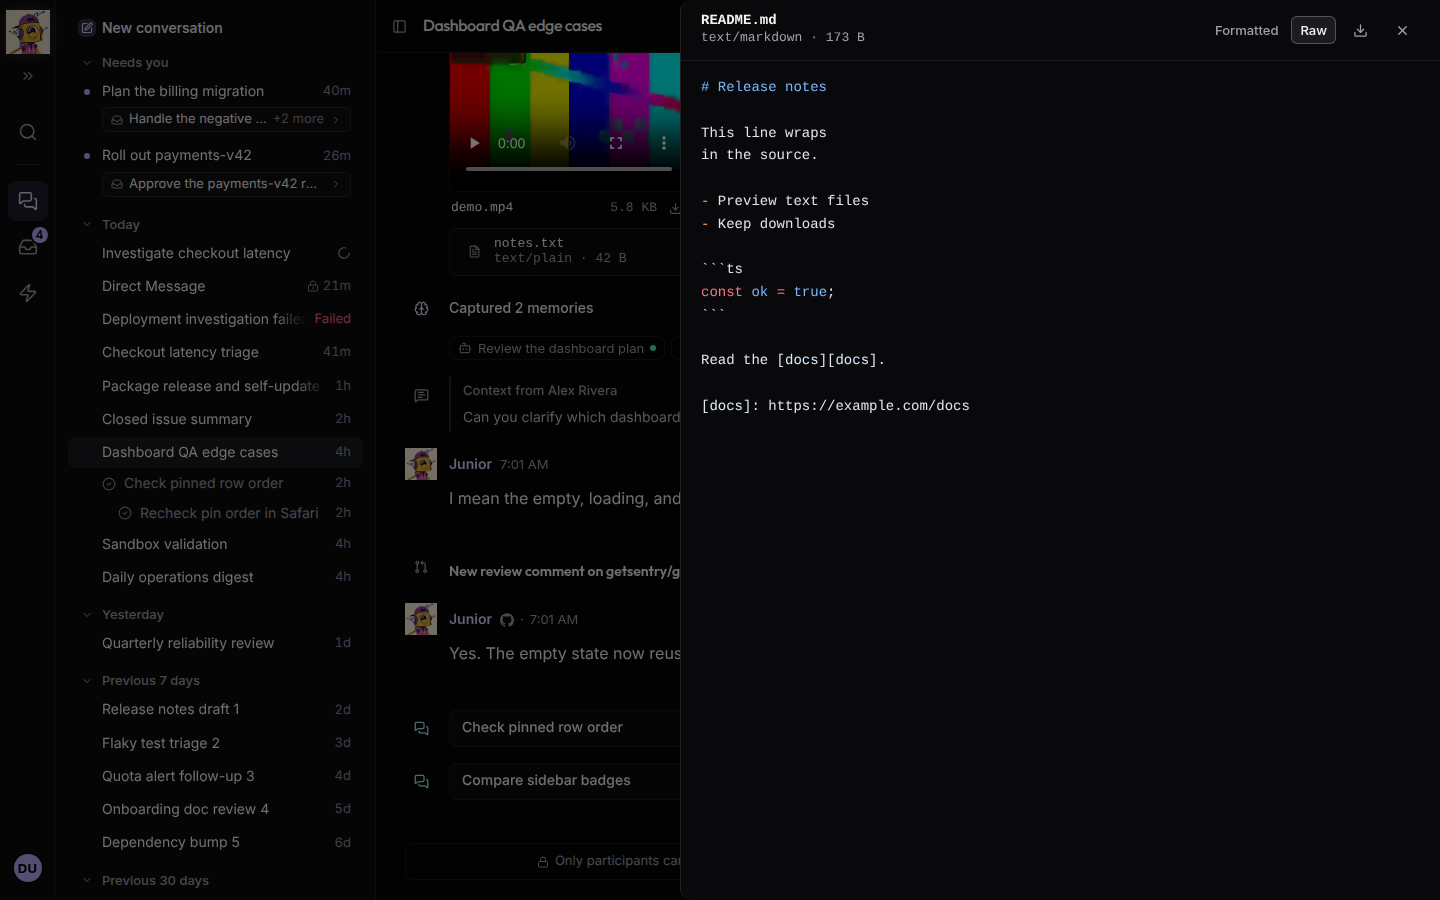 New conversation
Needs you
Plan the billing migration 40m
Handle the negative ... +2 more
Roll out payments-v42 26m
Approve the payments-v42 r...
Today
4
Investigate checkout latency
Direct Message 21m
Deployment investigation failed Failed
Checkout latency triage 41m
Package release and self-update 1h
Closed issue summary 2h
Dashboard QA edge cases 4h
Check pinned row order 2h
Recheck pin order in Safari 2h
Sandbox validation 4h
Daily operations digest 4h
Yesterday
Quarterly reliability review 1d
Previous 7 days
Release notes draft 1 2d
Flaky test triage 2 3d
Quota alert follow-up 3 4d
Onboarding doc review 4 5d
Dependency bump 5 6d
DU
Previous 30 days
Dashboard QA edge cases
0:00
demo.mp4 5.8 KB
notes.txt
text/plain · 42 B
Captured 2 memories
Review the dashboard plan
Context from Alex Rivera
Can you clarify which dashboard
Junior 7:01 AM
I mean the empty, loading, and
New review comment on getsentry/g
Junior · 7:01 AM
Yes. The empty state now reus
Check pinned row order
Compare sidebar badges
Only participants can
README.md
text/markdown · 173 B
Formatted Raw
# Release notes
This line wraps
in the source.
- Preview text files
- Keep downloads
```ts
const ok = true;
```
Read the [docs][docs].
[docs]: https://example.com/docs